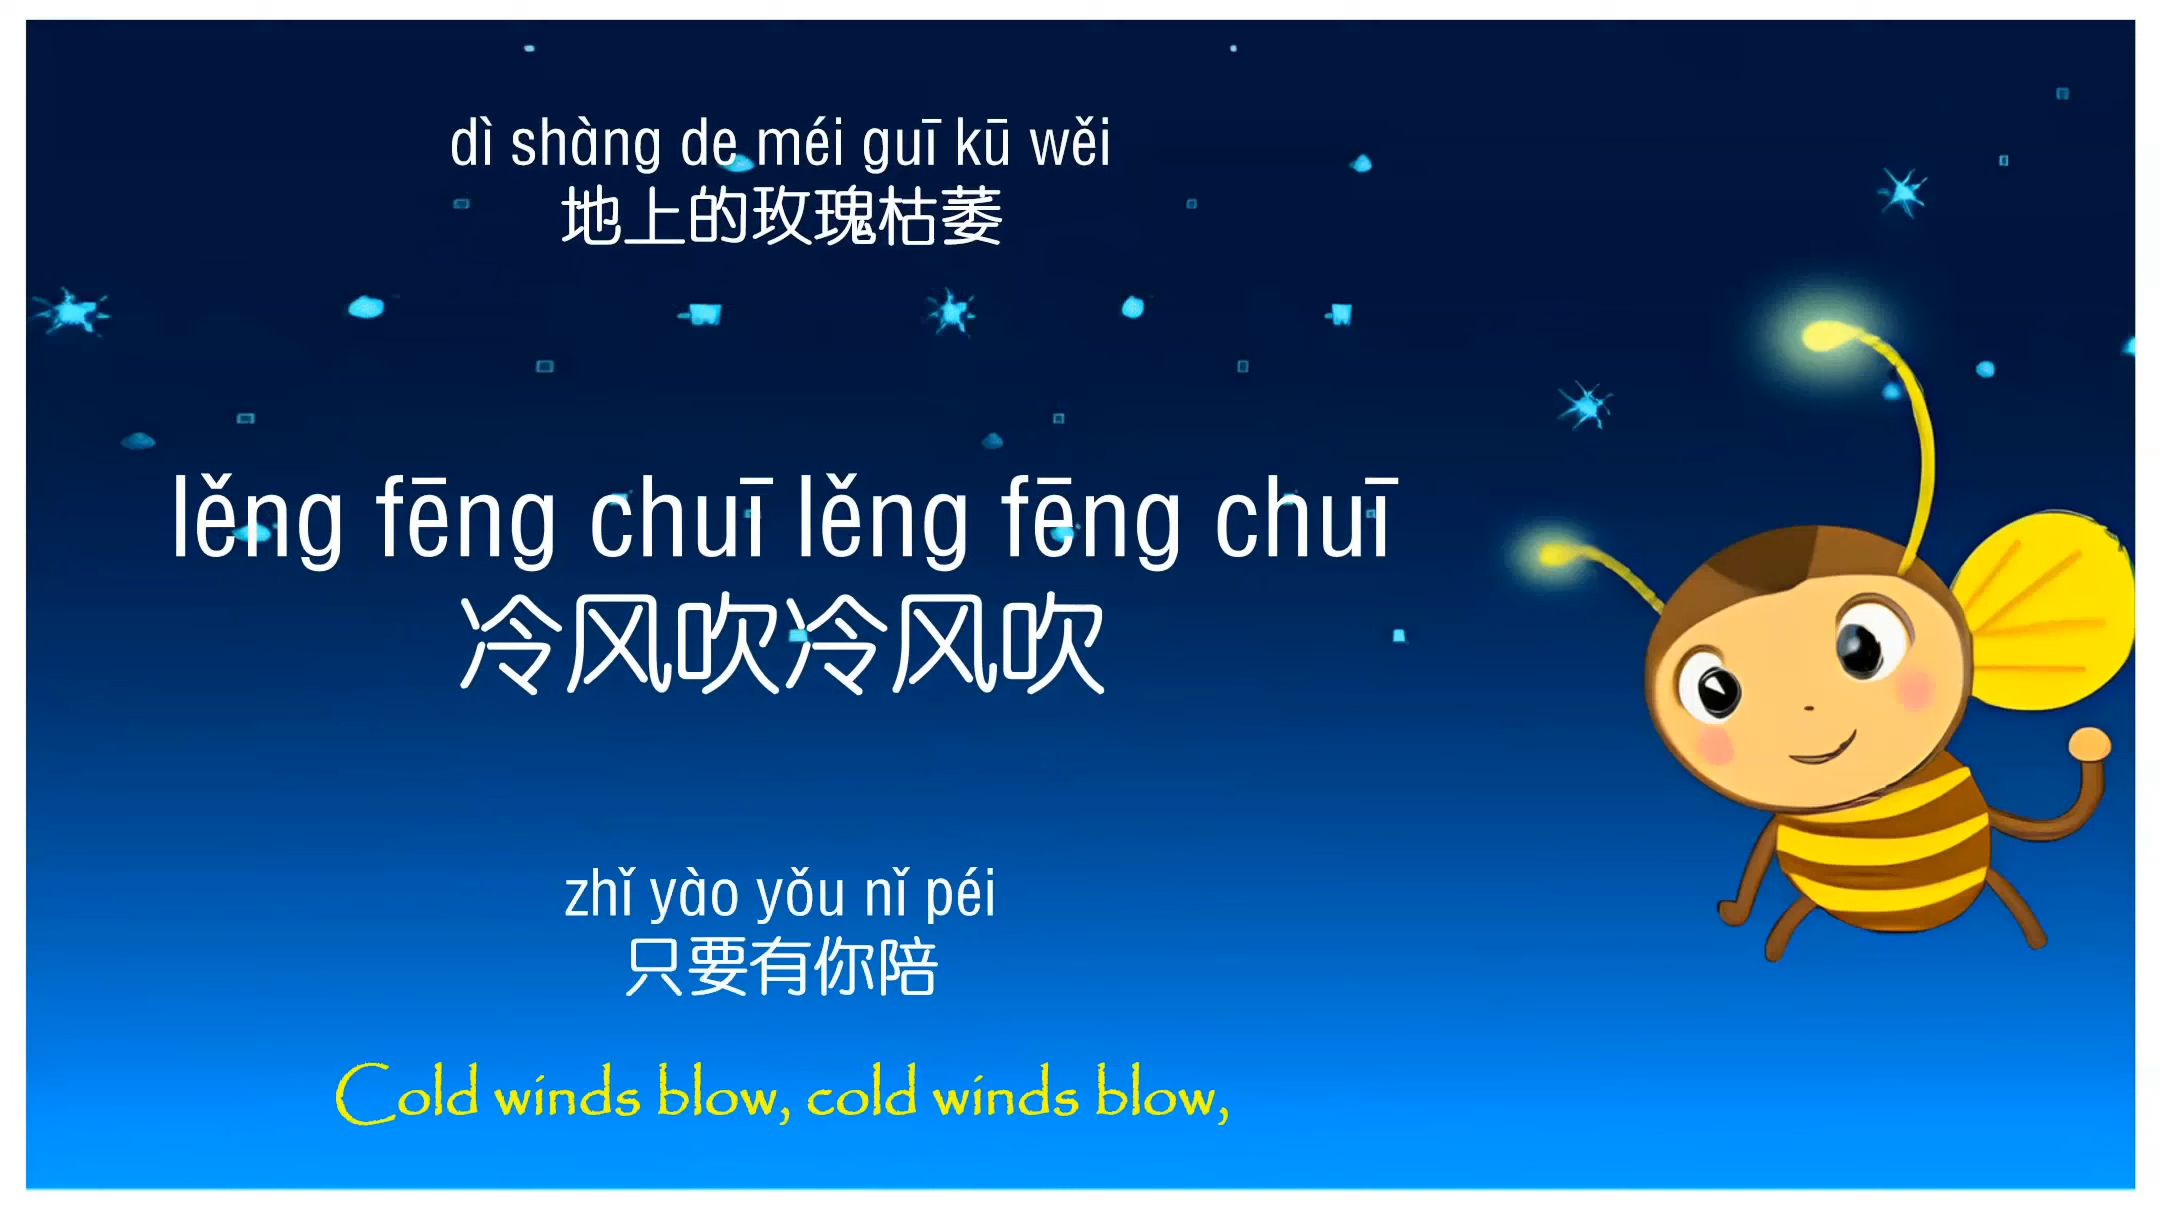 dì shàng de méi guī kū wěi
地上的玫瑰枯萎
lěng fēng chuī lěng fēng chuī
冷风吹冷风吹
zhǐ yào yǒu nǐ péi
只要有你陪
Cold winds blow, cold winds blow,